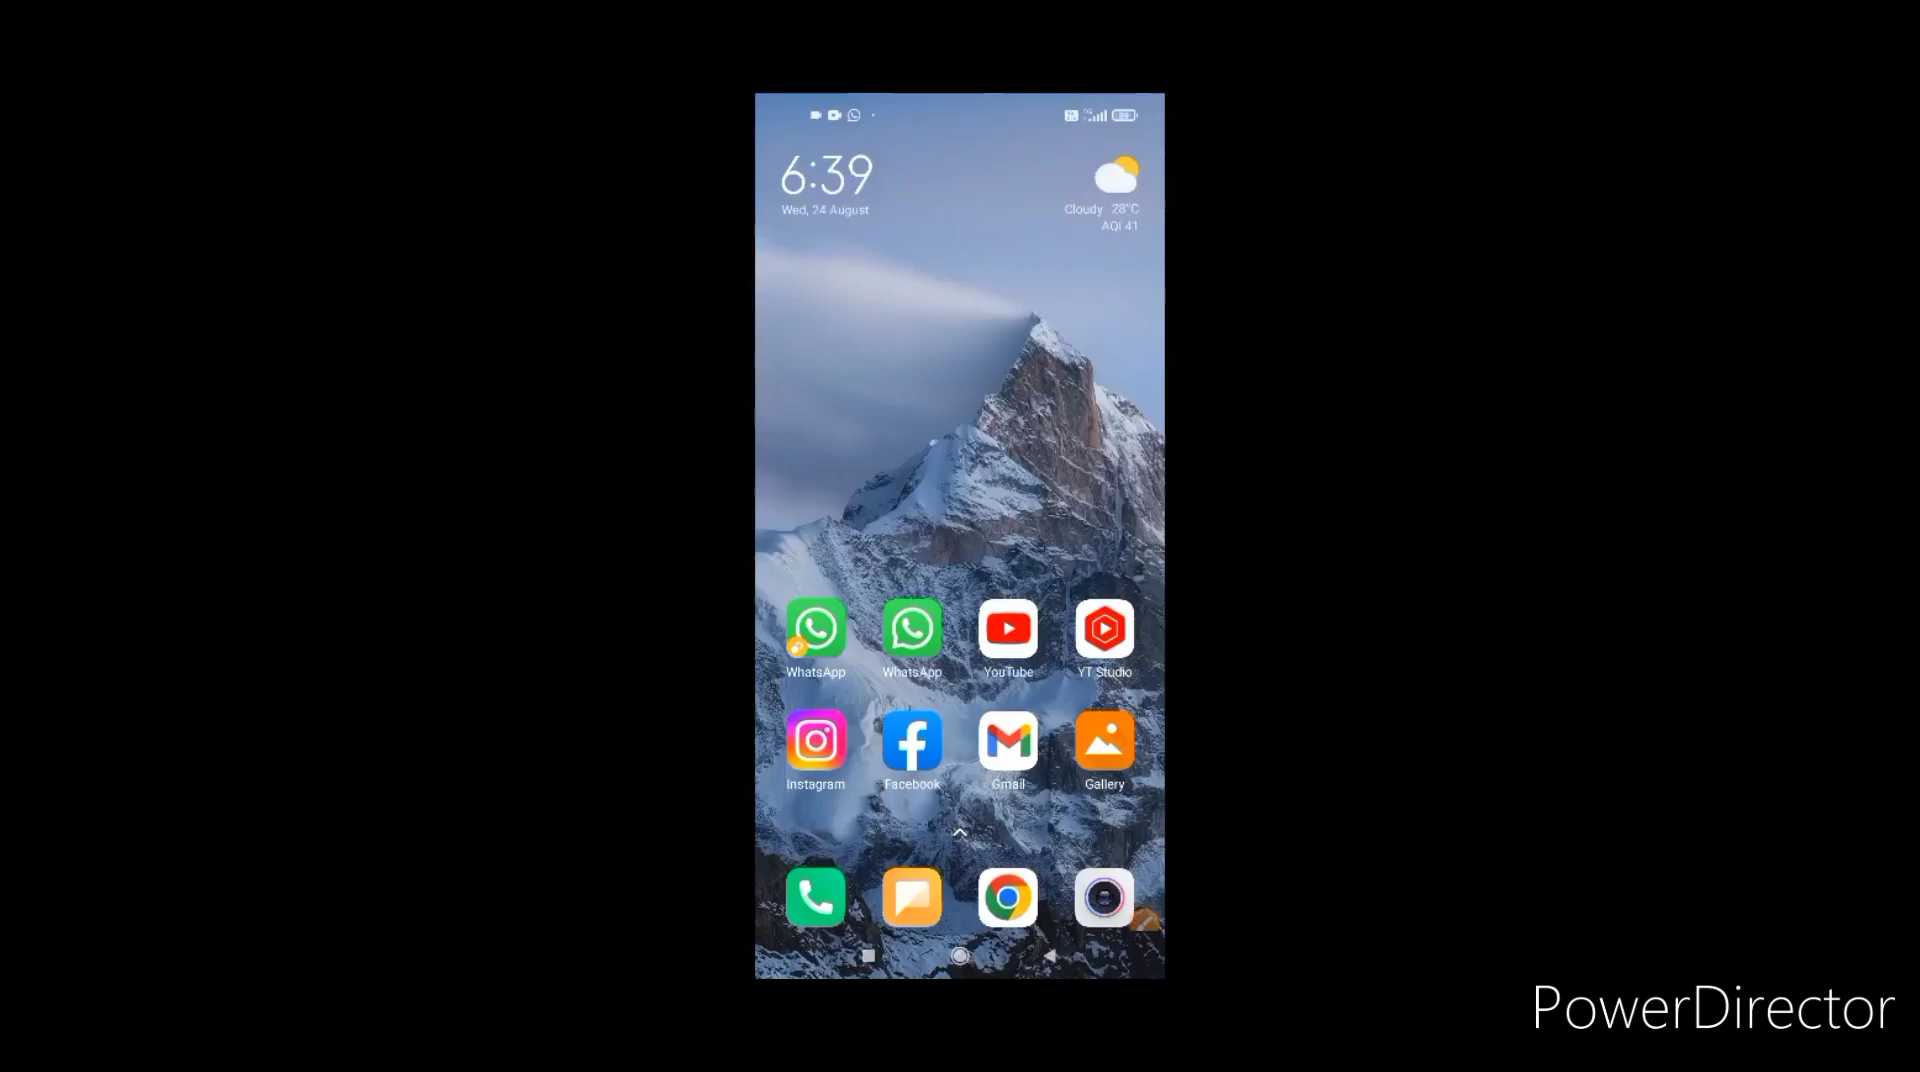 6:39
Wed, 24 August
Cloudy 28°C
AQI 41
WhatsApp WhatsApp YouTube YT Studio
Instagram Facebook Gmail Gallery
PowerDirector